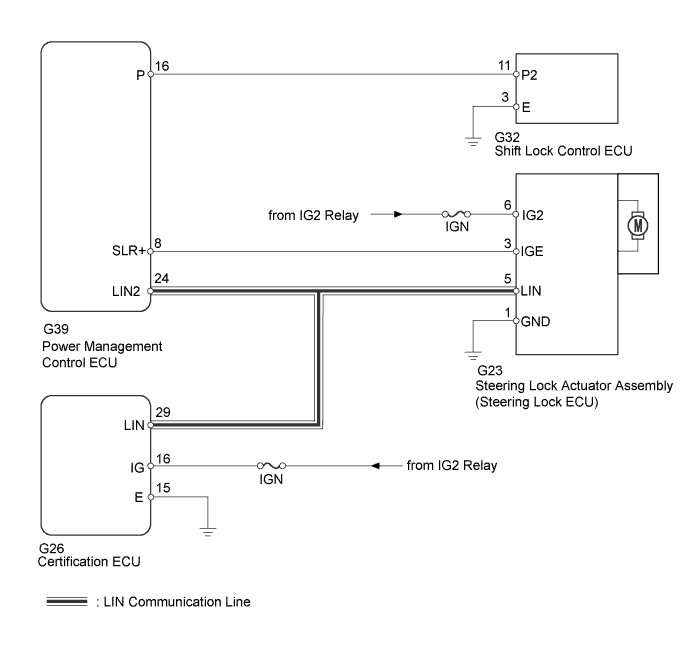 P 16
11 P2
3 E
G32
Shift Lock Control ECU
from IG2 Relay
IGN
6 IG2
M
SLR+ 8
3 IGE
LIN2 24
5 LIN
1 GND
G39
Power Management
Control ECU
G23
Steering Lock Actuator Assembly
(Steering Lock ECU)
LIN 29
IG 16
IGN
from IG2 Relay
E 15
G26
Certification ECU
: LIN Communication Line